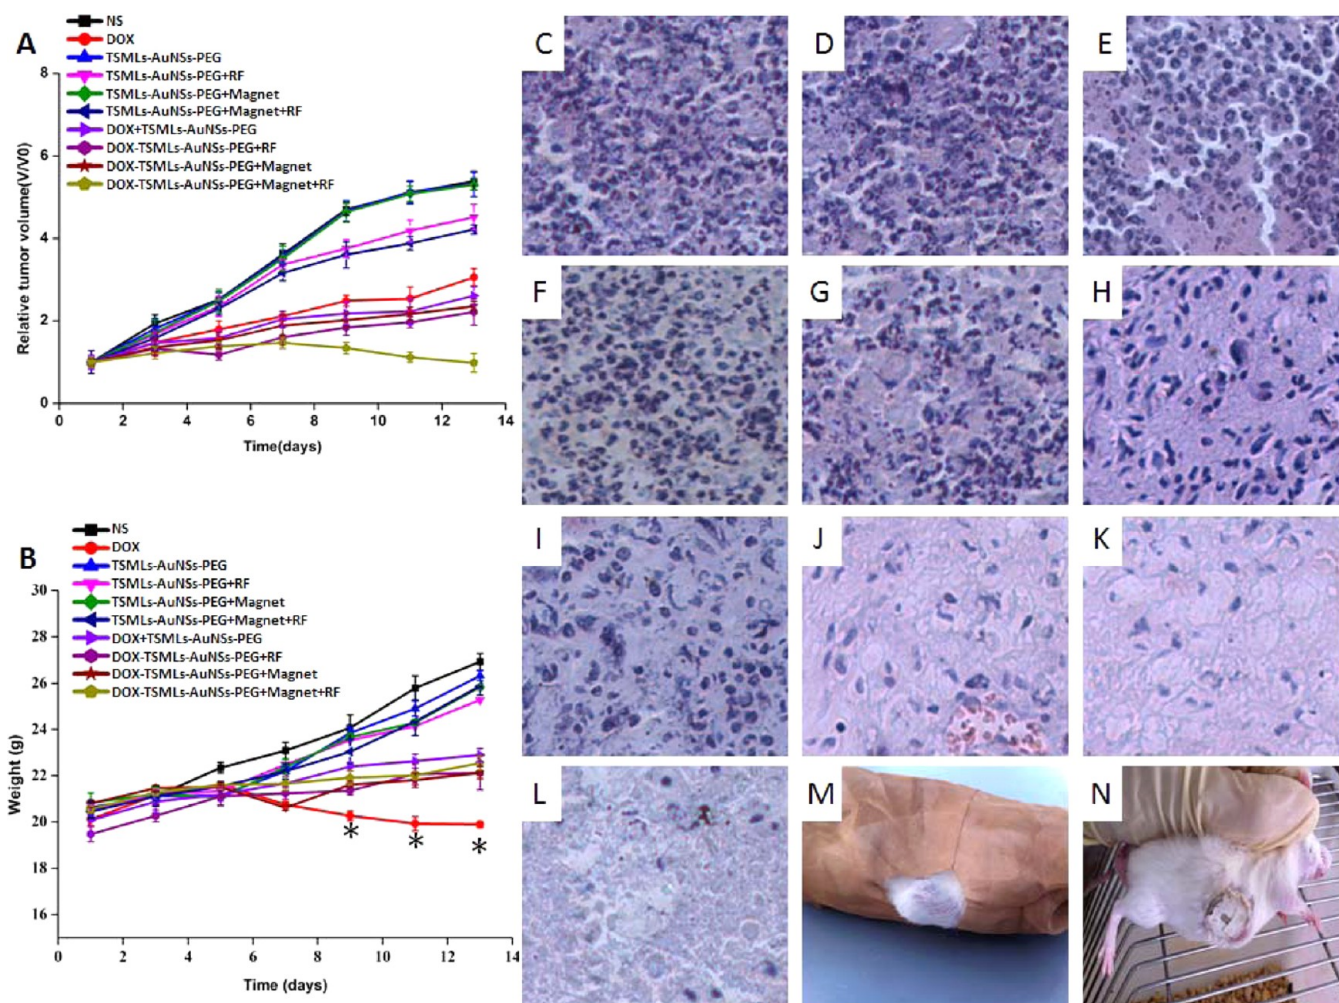 A
NS
DOX
TSMLs-AuNSs-PEG
TSMLs-AuNSs-PEG+RF
TSMLs-AuNSs-PEG+Magnet
TSMLs-AuNSs-PEG+Magnet+RF
DOX+TSMLs-AuNSs-PEG
DOX-TSMLs-AuNSs-PEG+RF
DOX-TSMLs-AuNSs-PEG+Magnet
DOX-TSMLs-AuNSs-PEG+Magnet+RF
8
6
4
2
0
Relative tumor volume(V/V0)
0 2 4 6 8 10 12 14
Time(days)
B
NS
DOX
TSMLs-AuNSs-PEG
TSMLs-AuNSs-PEG+RF
TSMLs-AuNSs-PEG+Magnet
TSMLs-AuNSs-PEG+Magnet+RF
DOX+TSMLs-AuNSs-PEG
DOX-TSMLs-AuNSs-PEG+RF
DOX-TSMLs-AuNSs-PEG+Magnet
DOX-TSMLs-AuNSs-PEG+Magnet+RF
30
28
26
24
22
20
18
16
Weight (g)
* * *
0 2 4 6 8 10 12 14
Time (days)
C D E
F G H
I J K
L M N